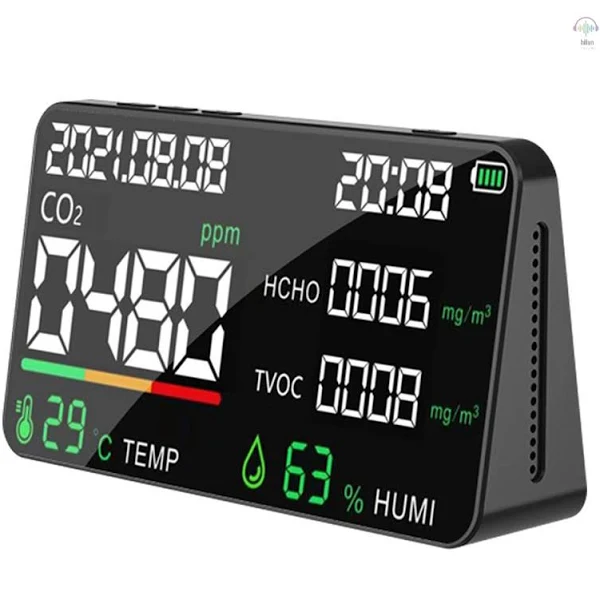 2021.08.08 20:08
CO2 ppm
0480
HCHO 0006 mg/m³
TVOC 0008 mg/m³
29 °C TEMP
63 % HUMI